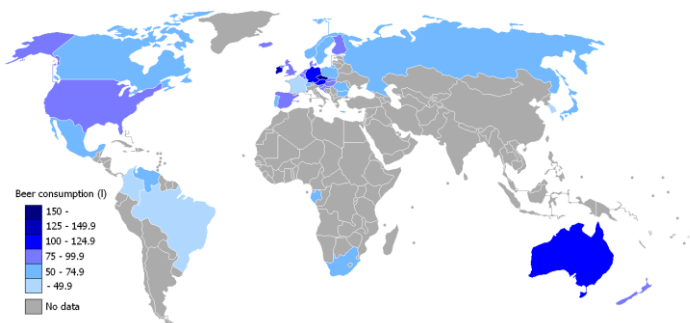 Beer consumption (l)
150 -
125 - 149.9
100 - 124.9
75 - 99.9
50 - 74.9
- 49.9
No data